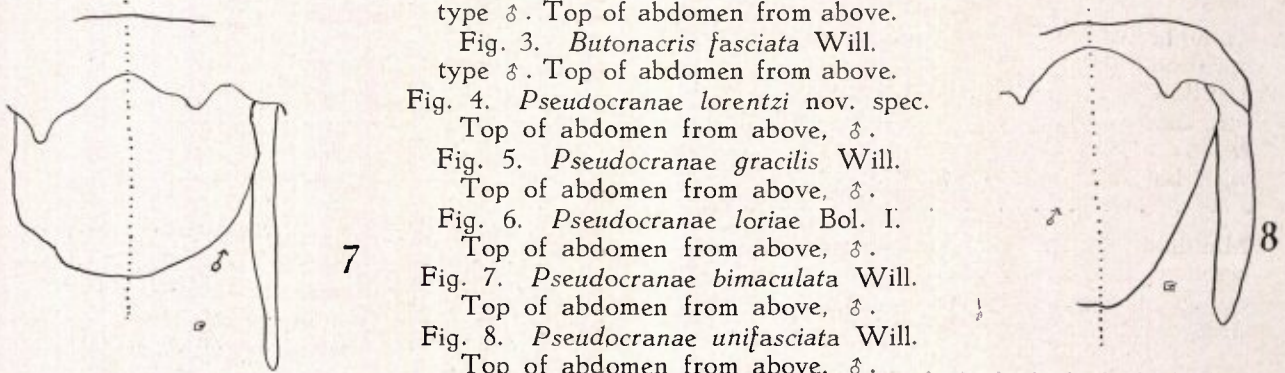 type ♂. Top of abdomen from above.
Fig. 3. Butonacris fasciata Will.
type ♂. Top of abdomen from above.
Fig. 4. Pseudocranae lorentzi nov. spec.
Top of abdomen from above, ♂.
Fig. 5. Pseudocranae gracilis Will.
Top of abdomen from above, ♂.
Fig. 6. Pseudocranae loriae Bol. I.
Top of abdomen from above, ♂.
Fig. 7. Pseudocranae bimaculata Will.
Top of abdomen from above, ♂.
Fig. 8. Pseudocranae unifasciata Will.
Top of abdomen from above, ♂.
♂
7
♂
8